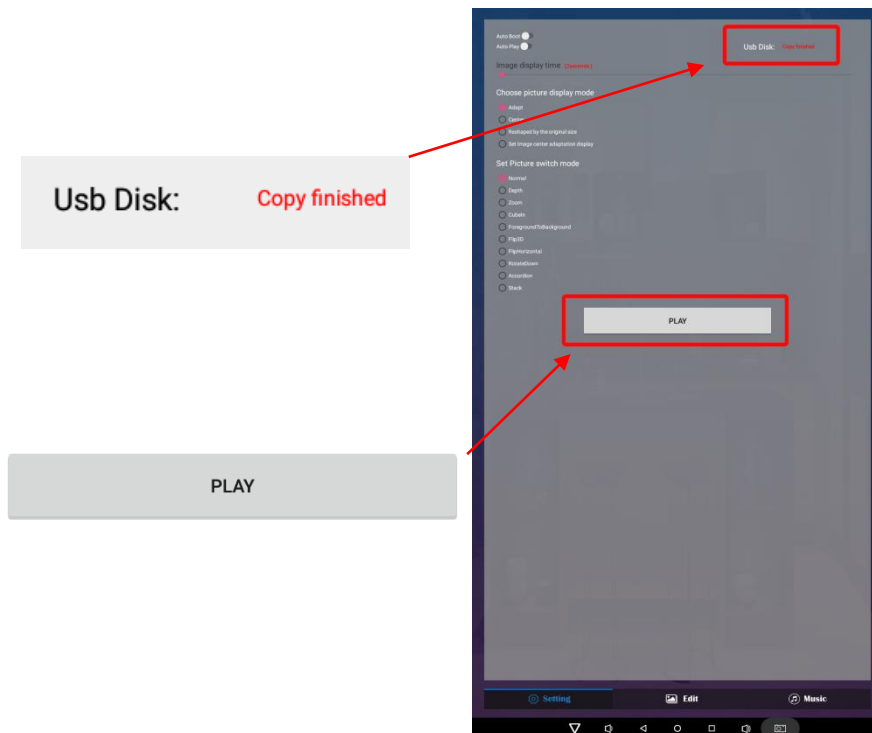 Usb Disk: Copy finished
PLAY
Auto Boot
Auto Play
Usb Disk: Copy finished
Image display time
Choose picture display mode
Adapt
Center
Reshaped by the original size
Set image center adaptation display
Set Picture switch mode
Normal
Depth
Zoom
CubeIn
ForegroundToBackground
Flip3D
FlipHorizontal
RotateDown
Accordion
Stack
PLAY
Setting
Edit
Music